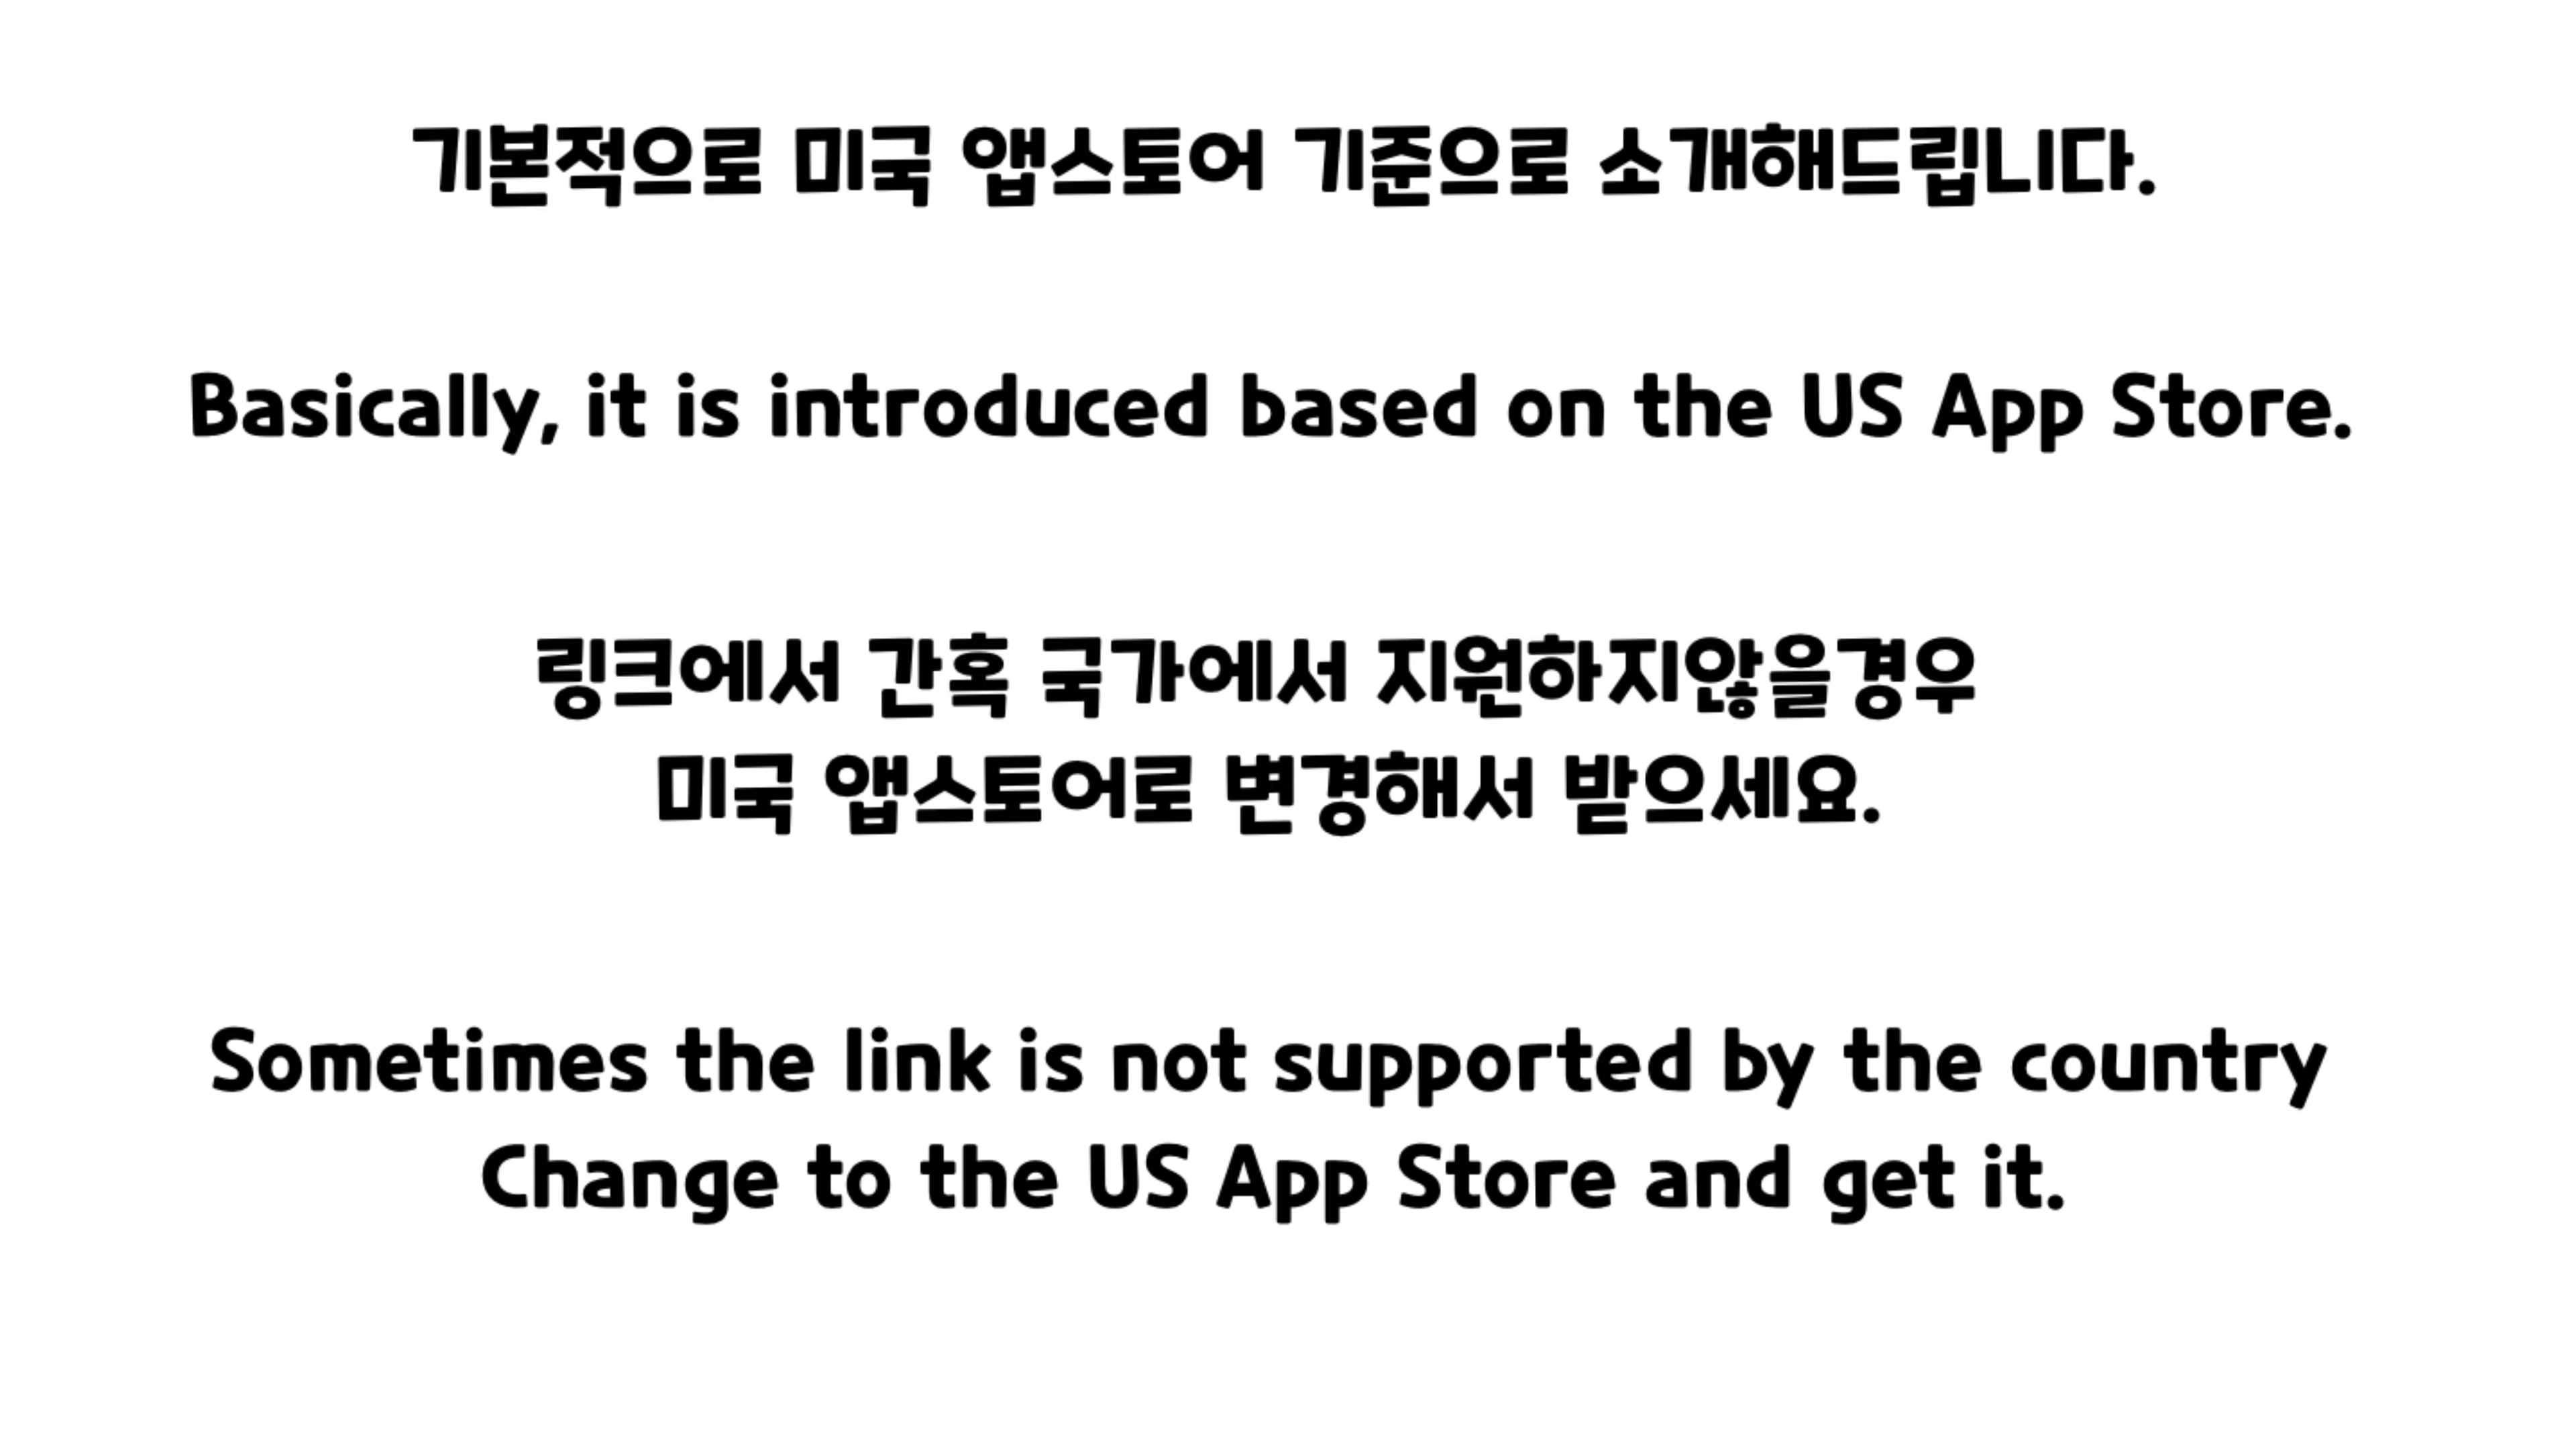 기본적으로 미국 앱스토어 기준으로 소개해드립니다.
Basically, it is introduced based on the US App Store.
링크에서 간혹 국가에서 지원하지않을경우
미국 앱스토어로 변경해서 받으세요.
Sometimes the link is not supported by the country
Change to the US App Store and get it.